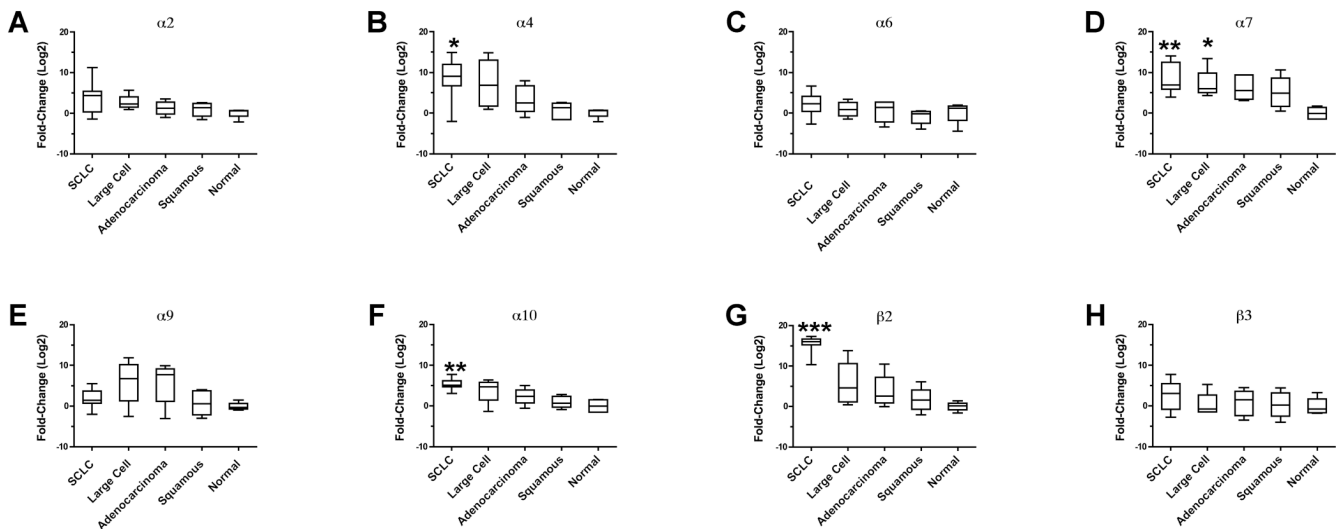 A
α2
Fold-Change (Log2)
20
10
0
-10
SCLC
Large Cell
Adenocarcinoma
Squamous
Normal
B
α4
Fold-Change (Log2)
20
10
0
-10
*
SCLC
Large Cell
Adenocarcinoma
Squamous
Normal
C
α6
Fold-Change (Log2)
20
10
0
-10
SCLC
Large Cell
Adenocarcinoma
Squamous
Normal
D
α7
Fold-Change (Log2)
20
10
0
-10
** *
SCLC
Large Cell
Adenocarcinoma
Squamous
Normal
E
α9
Fold-Change (Log2)
20
10
0
-10
SCLC
Large Cell
Adenocarcinoma
Squamous
Normal
F
α10
Fold-Change (Log2)
20
10
0
-10
**
SCLC
Large Cell
Adenocarcinoma
Squamous
Normal
G
β2
Fold-Change (Log2)
20
10
0
-10
***
SCLC
Large Cell
Adenocarcinoma
Squamous
Normal
H
β3
Fold-Change (Log2)
20
10
0
-10
SCLC
Large Cell
Adenocarcinoma
Squamous
Normal